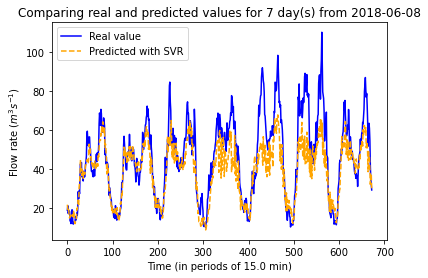 Comparing real and predicted values for 7 day(s) from 2018-06-08
Real value
Predicted with SVR
Flow rate (m³s⁻¹)
100
80
60
40
20
0 100 200 300 400 500 600 700
Time (in periods of 15.0 min)